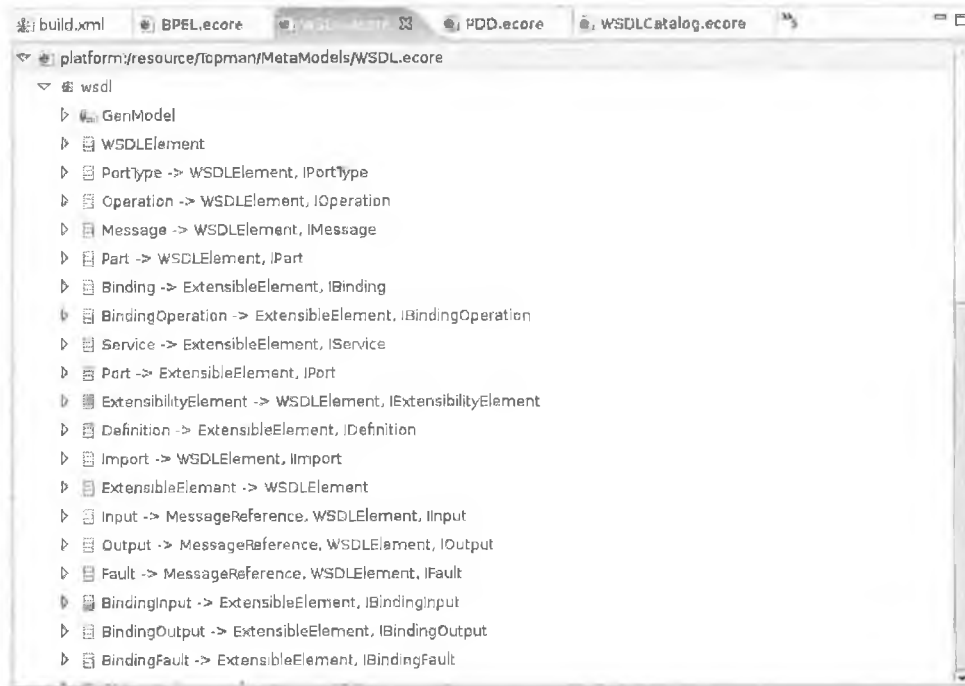 build.xml BPEL.ecore WSDL.ecore PDD.ecore WSDLCatalog.ecore
platform:/resource/Topman/MetaModels/WSDL.ecore
wsdl
GenModel
WSDLElement
PortType -> WSDLElement, IPortType
Operation -> WSDLElement, IOperation
Message -> WSDLElement, IMessage
Part -> WSDLElement, IPart
Binding -> ExtensibleElement, IBinding
BindingOperation -> ExtensibleElement, IBindingOperation
Service -> ExtensibleElement, IService
Port -> ExtensibleElement, IPort
ExtensibilityElement -> WSDLElement, IExtensibilityElement
Definition -> ExtensibleElement, IDefinition
Import -> WSDLElement, IImport
ExtensibleElement -> WSDLElement
Input -> MessageReference, WSDLElement, IInput
Output -> MessageReference, WSDLElement, IOutput
Fault -> MessageReference, WSDLElement, IFault
BindingInput -> ExtensibleElement, IBindingInput
BindingOutput -> ExtensibleElement, IBindingOutput
BindingFault -> ExtensibleElement, IBindingFault